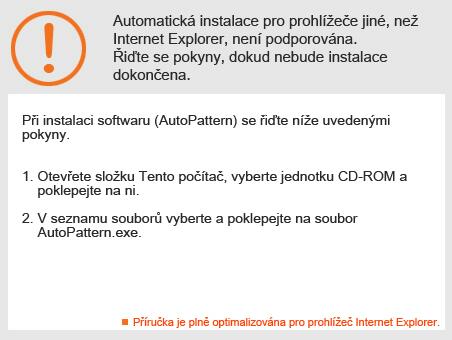 Automatická instalace pro prohlížeče jiné, než
Internet Explorer, není podporována.
Řiďte se pokyny, dokud nebude instalace
dokončena.
Při instalaci softwaru (AutoPattern) se řiďte níže uvedenými
pokyny.
1. Otevřete složku Tento počítač, vyberte jednotku CD-ROM a
poklepejte na ni.
2. V seznamu souborů vyberte a poklepejte na soubor
AutoPattern.exe.
Příručka je plně optimalizována pro prohlížeč Internet Explorer.